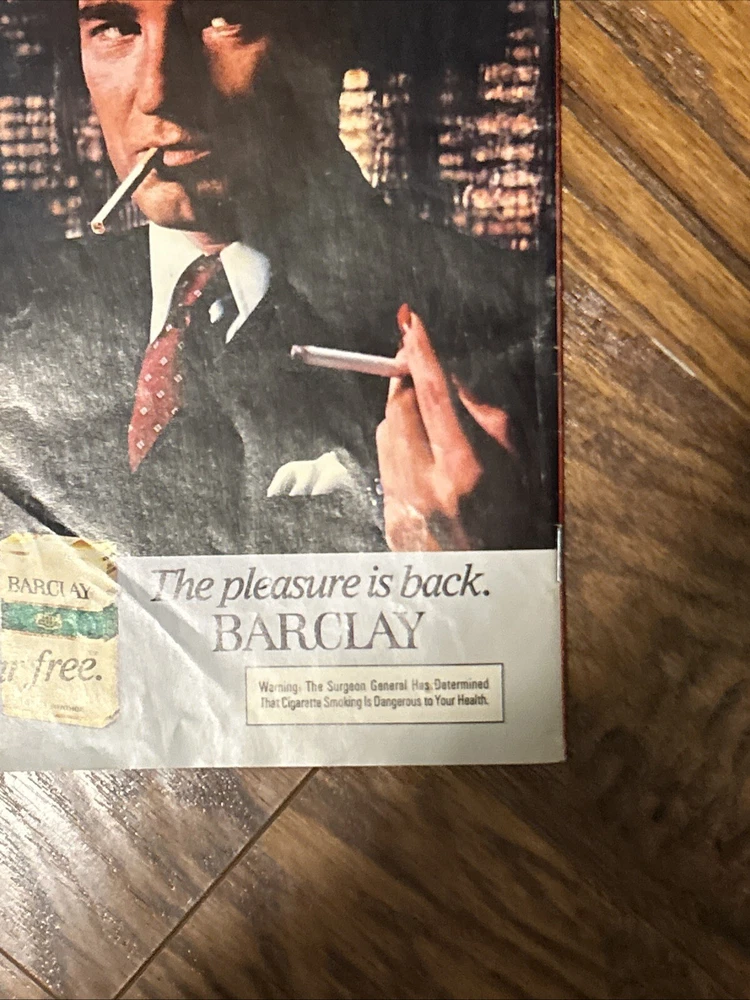 The pleasure is back.
BARCLAY
BARCLAY
free.
Warning: The Surgeon General Has Determined
That Cigarette Smoking Is Dangerous to Your Health.